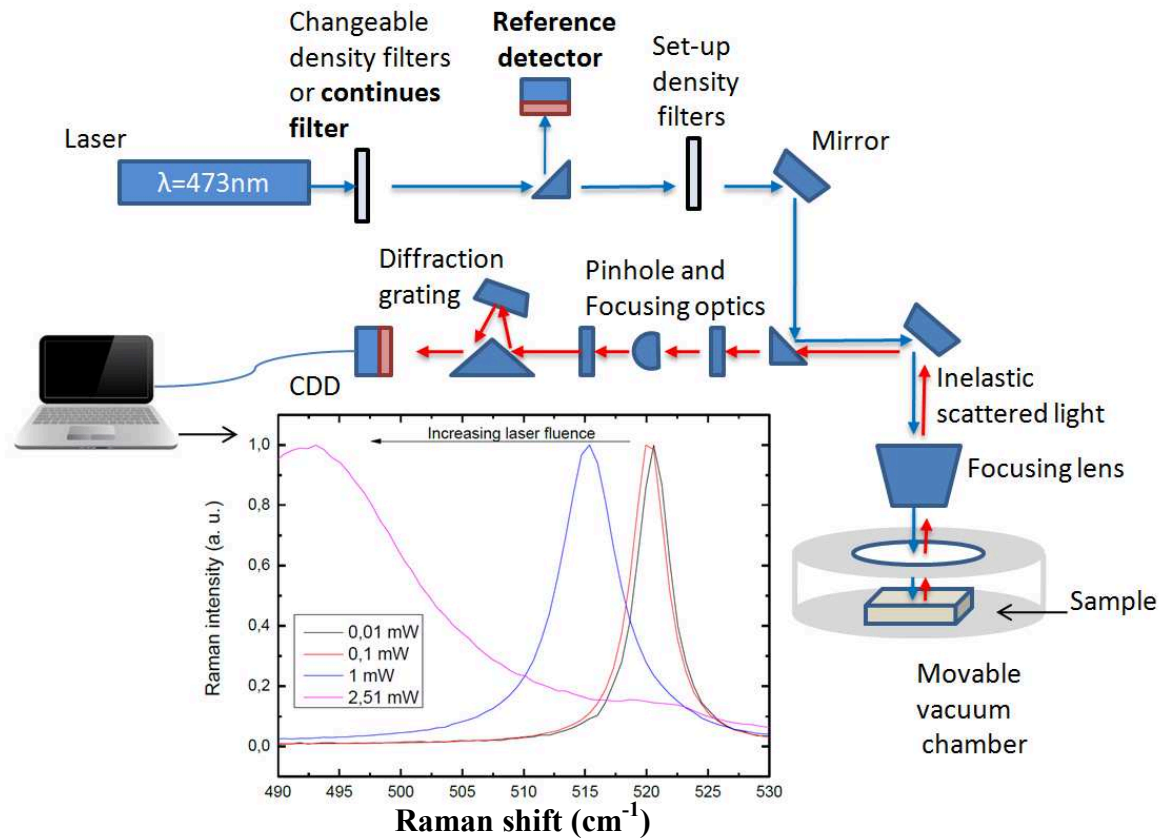 Changeable
density filters
or continues
filter
Reference
detector
Set-up
density
filters
Mirror
Laser
λ=473nm
Diffraction
grating
Pinhole and
Focusing optics
CDD
Inelastic
scattered light
Focusing lens
Sample
Movable
vacuum
chamber
Increasing laser fluence
Raman intensity (a. u.)
1,0
0,8
0,6
0,4
0,2
0,0
0,01 mW
0,1 mW
1 mW
2,51 mW
490 495 500 505 510 515 520 525 530
Raman shift (cm-1)